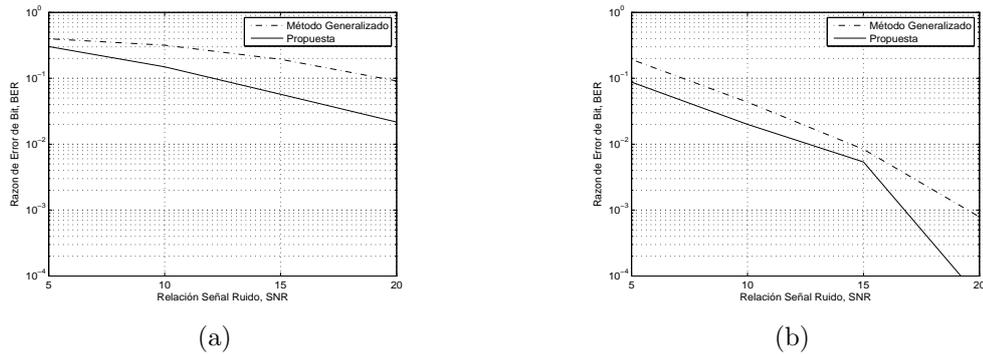 10^0
10^-1
10^-2
10^-3
10^-4
Razon de Error de Bit, BER
5
10
15
20
Relación Señal Ruido, SNR
Método Generalizado
Propuesta
(a)
10^0
10^-1
10^-2
10^-3
10^-4
Razon de Error de Bit, BER
5
10
15
20
Relación Señal Ruido, SNR
Método Generalizado
Propuesta
(b)